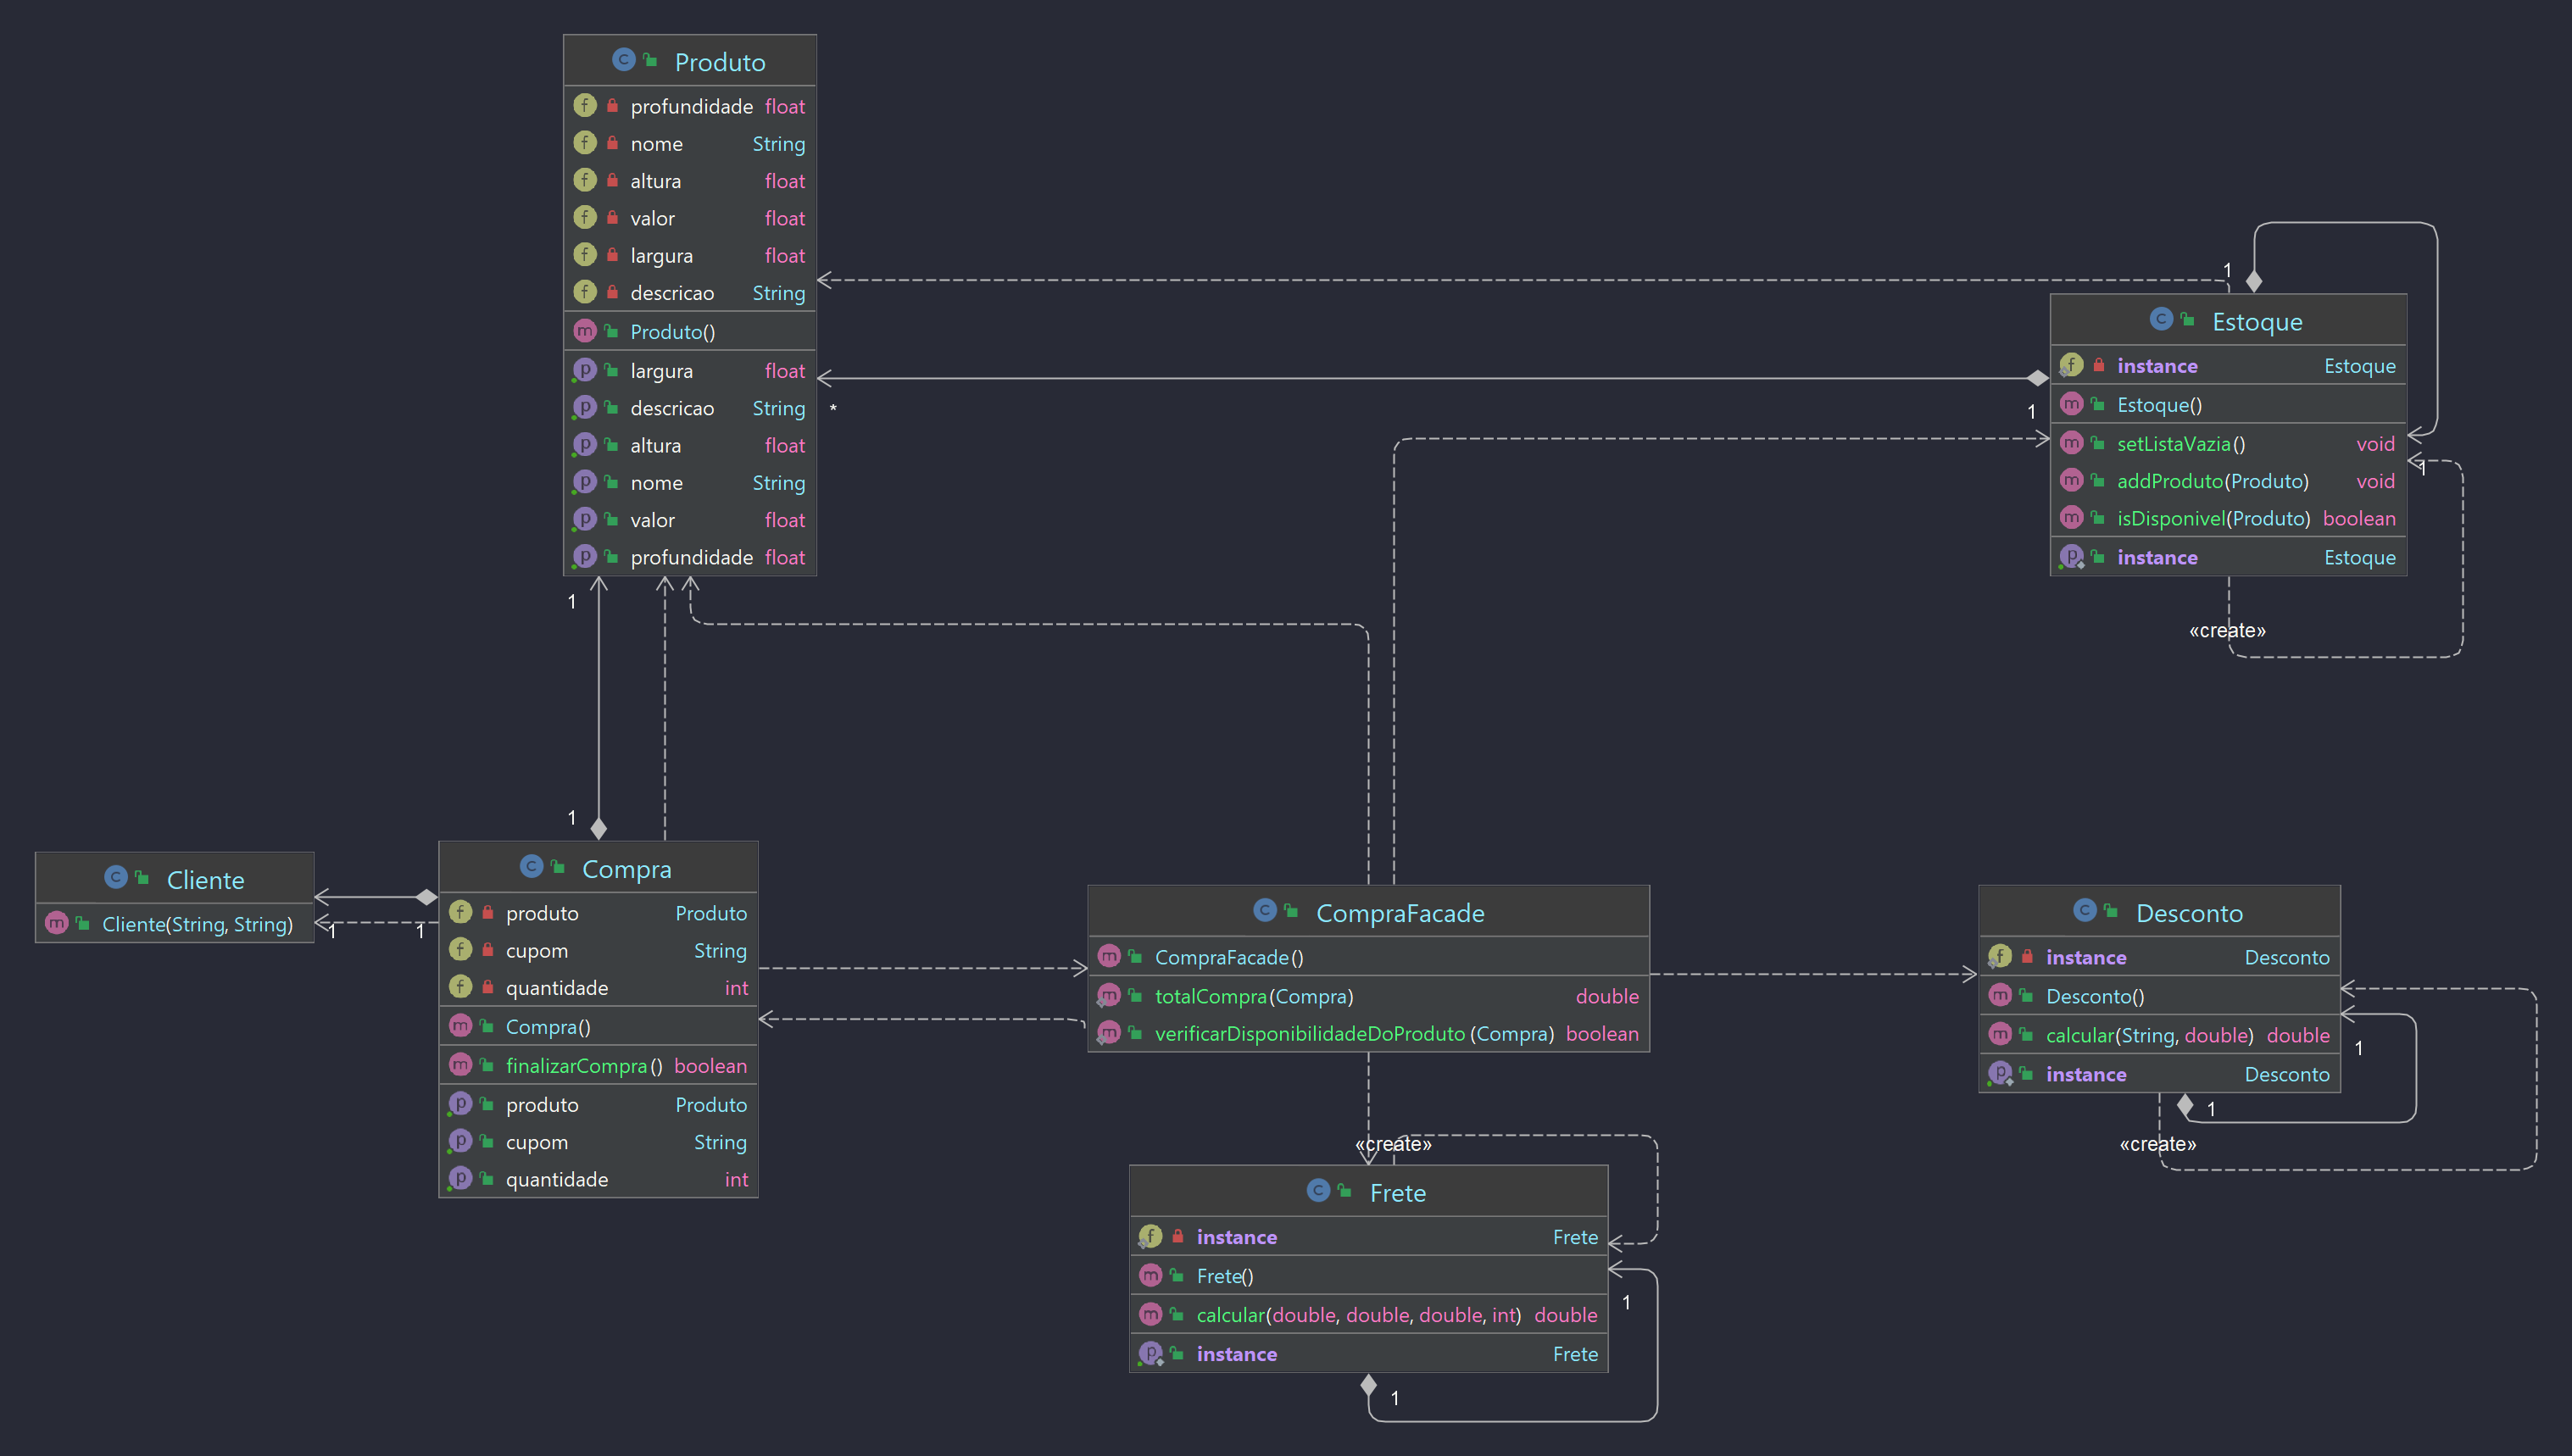 Produto
profundidade float
nome String
altura float
valor float
largura float
descricao String
Produto()
largura float
descricao String
altura float
nome String
valor float
profundidade float
*
1
1
Estoque
instance Estoque
Estoque()
setListaVazia() void
addProduto(Produto) void
isDisponivel(Produto) boolean
instance Estoque
1
«create»
1
1
Cliente
Cliente(String, String)
1
1
Compra
produto Produto
cupom String
quantidade int
Compra()
finalizarCompra() boolean
produto Produto
cupom String
quantidade int
CompraFacade
CompraFacade()
totalCompra(Compra) double
verificarDisponibilidadeDoProduto(Compra) boolean
Desconto
instance Desconto
Desconto()
calcular(String, double) double
instance Desconto
1
1
«create»
«create»
Frete
instance Frete
Frete()
calcular(double, double, double, int) double
instance Frete
1
1